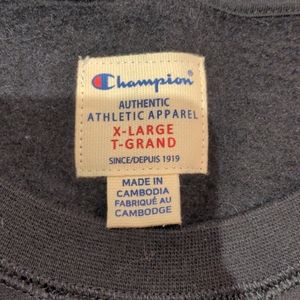 Champion
AUTHENTIC
ATHLETIC APPAREL
X-LARGE
T-GRAND
SINCE/DEPUIS 1919
MADE IN
CAMBODIA
FABRIQUÉ AU
CAMBODGE